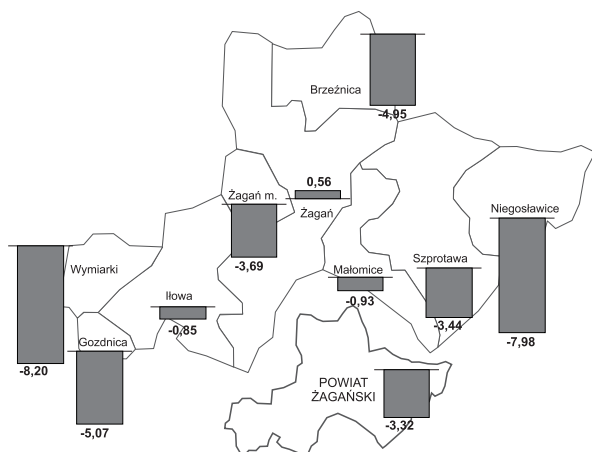 Brzeźnica
-4,95
0,56
Żagań m.
Żagań
Niegosławice
-3,69
Wymiarki
Małomice
Szprotawa
Iłowa
-0,93
-0,85
-3,44
-7,98
Gozdnica
-8,20
POWIAT
ŻAGAŃSKI
-5,07
-3,32